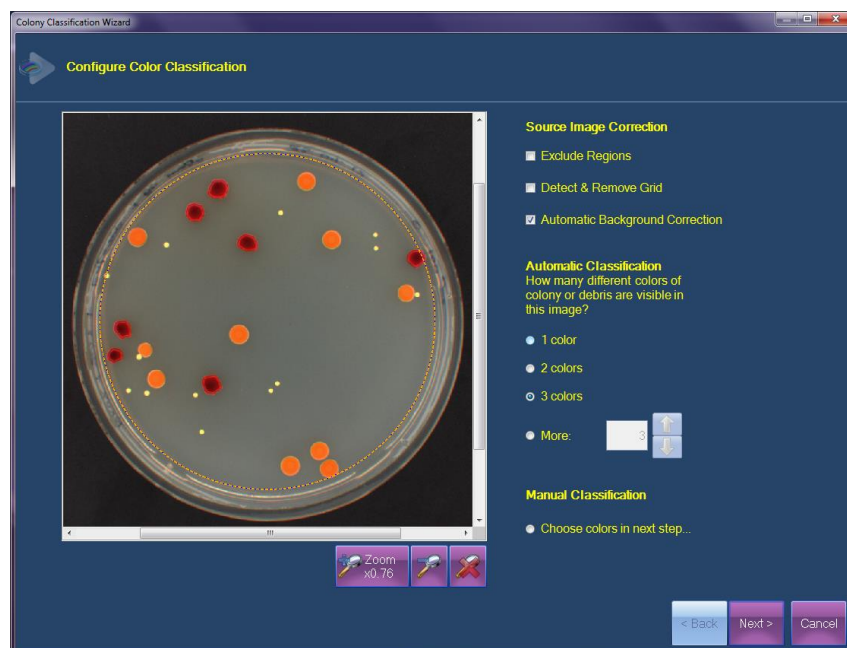 Colony Classification Wizard
Configure Color Classification
Source Image Correction
Exclude Regions
Detect & Remove Grid
Automatic Background Correction
Automatic Classification
How many different colors of
colony or debris are visible in
this image?
1 color
2 colors
3 colors
More:
3
Manual Classification
Choose colors in next step...
Zoom
x0.76
< Back
Next >
Cancel